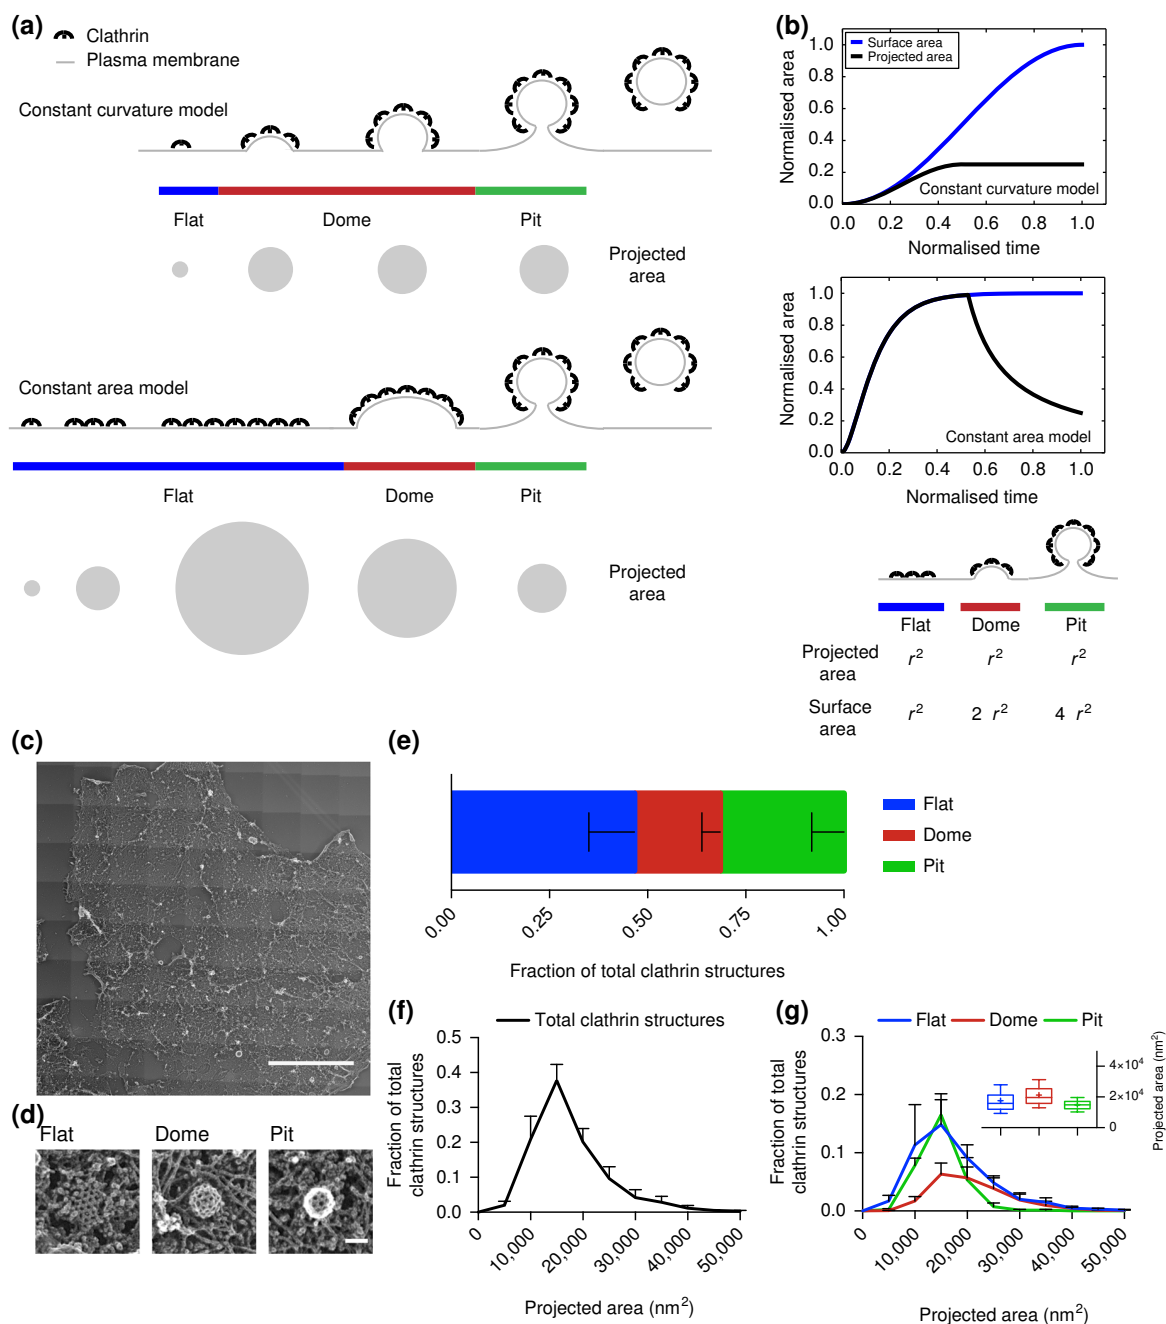 (a)
Clathrin
Plasma membrane
Constant curvature model
Flat Dome Pit
Projected
area
Constant area model
Flat Dome Pit
Projected
area
(b)
Surface area
Projected area
Normalised area
1.0
0.8
0.6
0.4
0.2
0.0
Constant curvature model
0.0 0.2 0.4 0.6 0.8 1.0
Normalised time
Normalised area
1.0
0.8
0.6
0.4
0.2
0.0
Constant area model
0.0 0.2 0.4 0.6 0.8 1.0
Normalised time
Flat Dome Pit
Projected
area
r² r² r²
Surface
area
r² 2 r² 4 r²
(c)
(d)
Flat Dome Pit
(e)
Flat
Dome
Pit
0.00 0.25 0.50 0.75 1.00
Fraction of total clathrin structures
(f)
Total clathrin structures
Fraction of total
clathrin structures
0.5
0.4
0.3
0.2
0.1
0.0
0 10,000 20,000 30,000 40,000 50,000
Projected area (nm²)
(g)
Flat Dome Pit
Fraction of total
clathrin structures
0.3
0.2
0.1
0.0
4×10⁴
2×10⁴
0
Projected area (nm²)
0 10,000 20,000 30,000 40,000 50,000
Projected area (nm²)